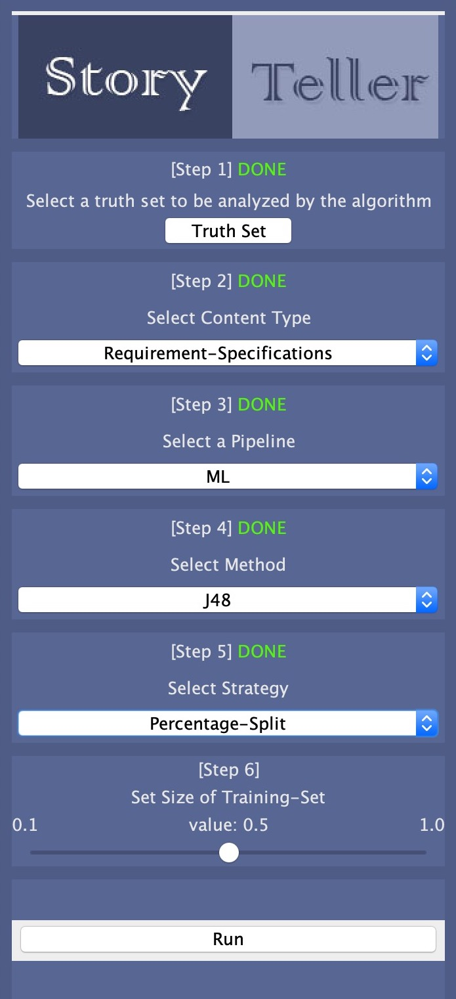 Story Teller
[Step 1] DONE
Select a truth set to be analyzed by the algorithm
Truth Set
[Step 2] DONE
Select Content Type
Requirement-Specifications
[Step 3] DONE
Select a Pipeline
ML
[Step 4] DONE
Select Method
J48
[Step 5] DONE
Select Strategy
Percentage-Split
[Step 6]
Set Size of Training-Set
0.1 value: 0.5 1.0
Run